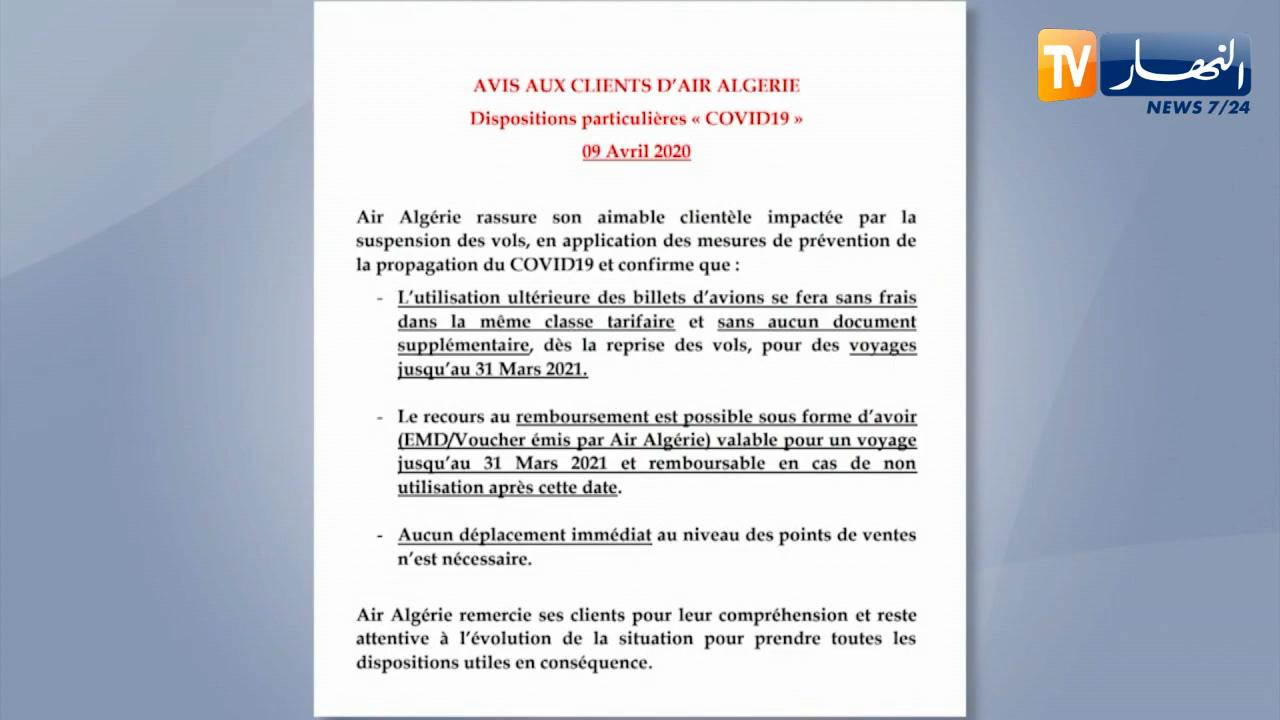 TV النهار
NEWS 7/24
AVIS AUX CLIENTS D'AIR ALGERIE
Dispositions particulières « COVID19 »
09 Avril 2020
Air Algérie rassure son aimable clientèle impactée par la
suspension des vols, en application des mesures de prévention de
la propagation du COVID19 et confirme que :
- L'utilisation ultérieure des billets d'avions se fera sans frais
dans la même classe tarifaire et sans aucun document
supplémentaire, dès la reprise des vols, pour des voyages
jusqu'au 31 Mars 2021.
- Le recours au remboursement est possible sous forme d'avoir
(EMD/Voucher émis par Air Algérie) valable pour un voyage
jusqu'au 31 Mars 2021 et remboursable en cas de non
utilisation après cette date.
- Aucun déplacement immédiat au niveau des points de ventes
n'est nécessaire.
Air Algérie remercie ses clients pour leur compréhension et reste
attentive à l'évolution de la situation pour prendre toutes les
dispositions utiles en conséquence.